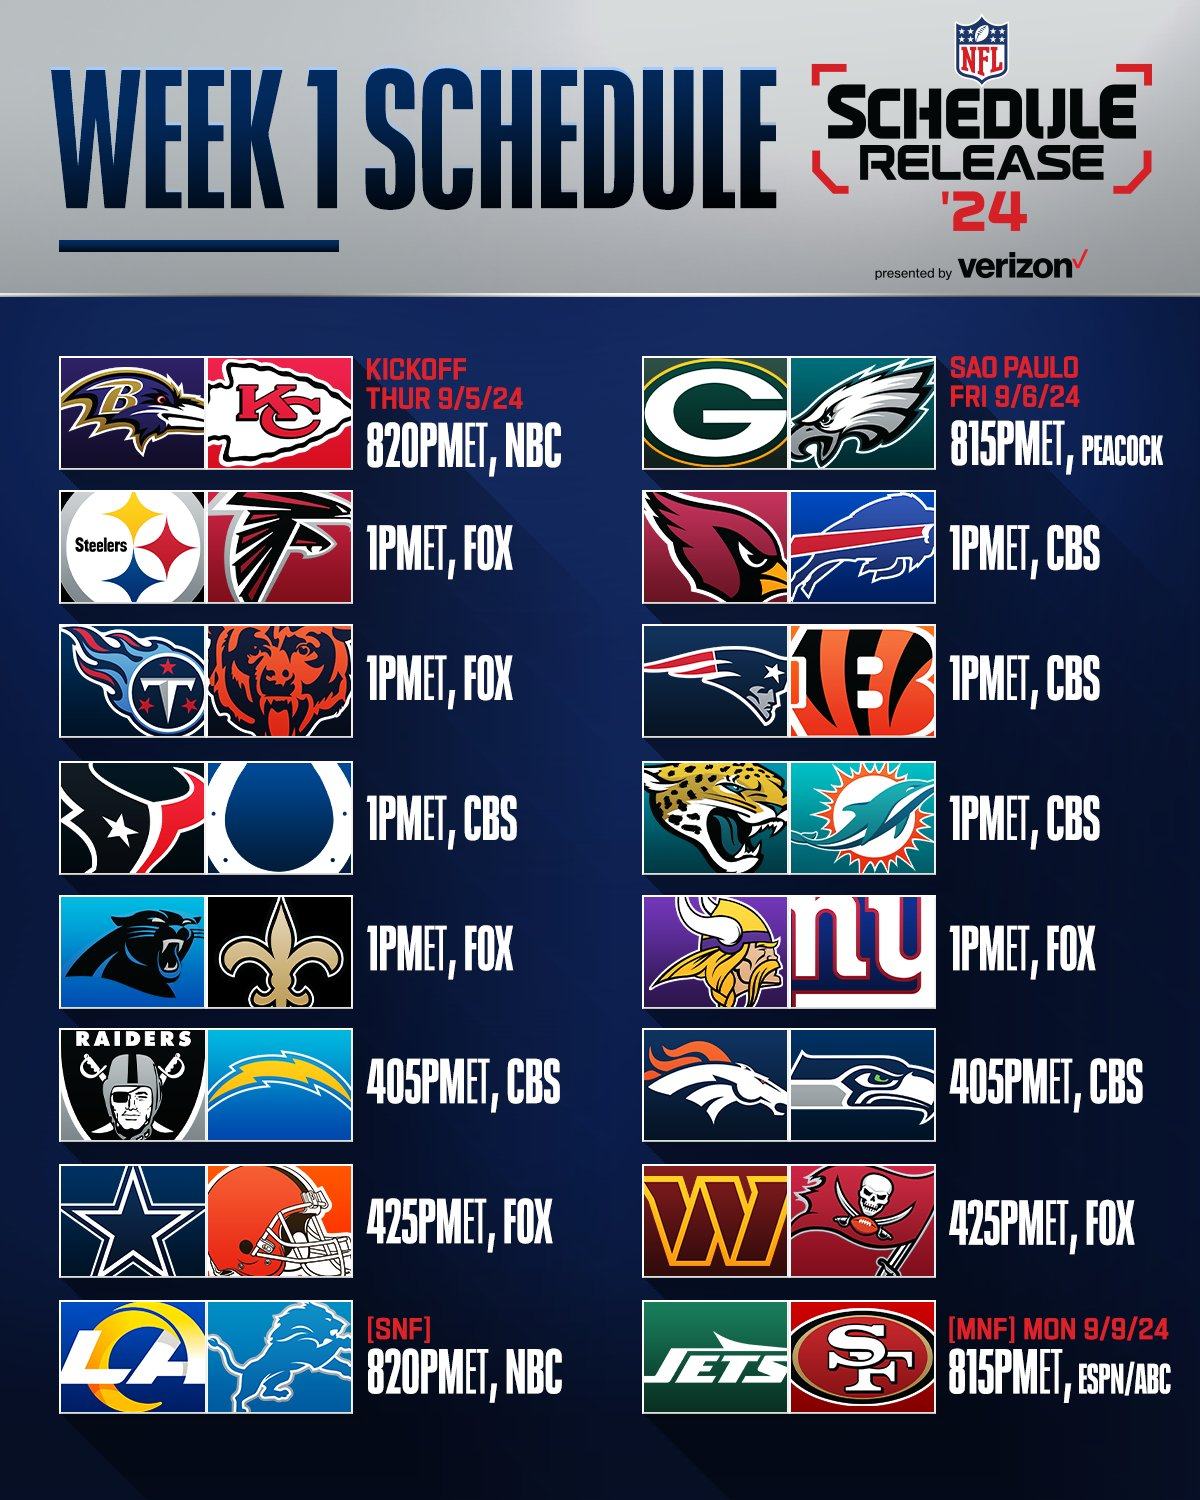 WEEK 1 SCHEDULE
NFL
SCHEDULE
RELEASE
'24
presented by verizon
B
KC
KICKOFF
THUR 9/5/24
820PMET, NBC
G
SAO PAULO
FRI 9/6/24
815PMET, PEACOCK
Steelers
1PMET, FOX
1PMET, CBS
T
1PMET, FOX
B
1PMET, CBS
1PMET, CBS
1PMET, CBS
1PMET, FOX
ny
1PMET, FOX
RAIDERS
405PMET, CBS
405PMET, CBS
425PMET, FOX
W
425PMET, FOX
LA
[SNF]
820PMET, NBC
JETS
SF
[MNF] MON 9/9/24
815PMET, ESPN/ABC